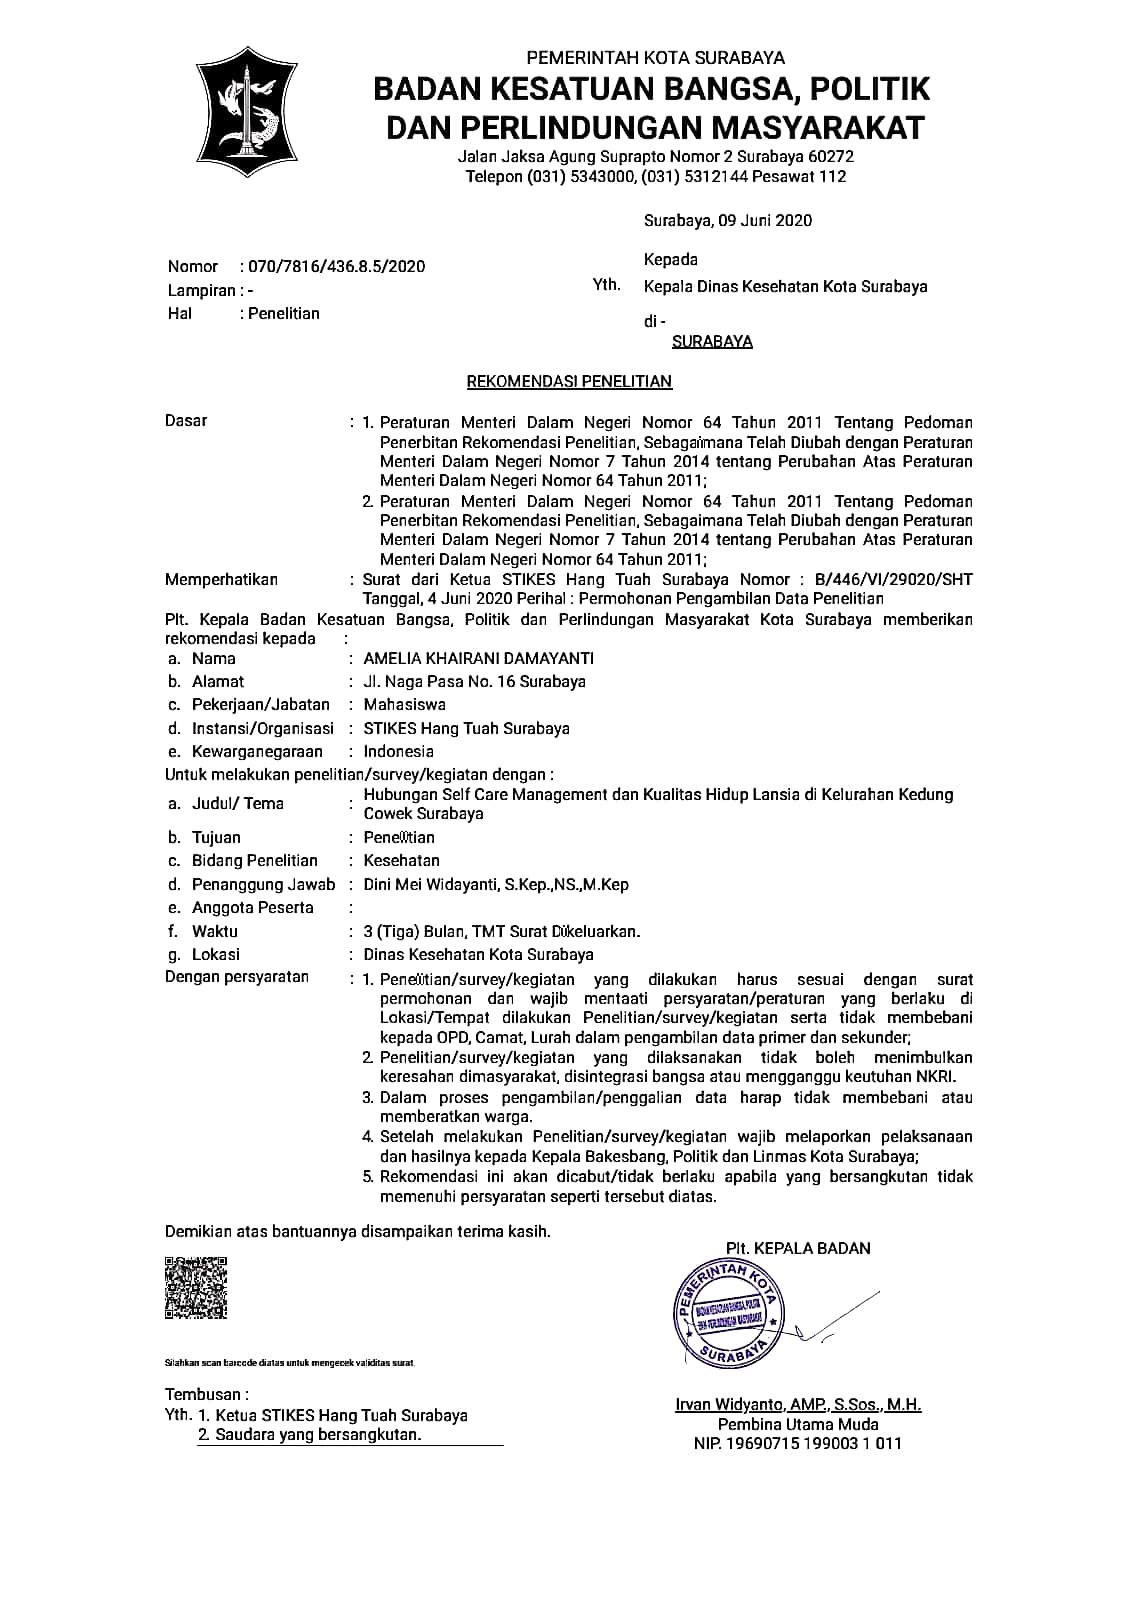 PEMERINTAH KOTA SURABAYA
BADAN KESATUAN BANGSA, POLITIK
DAN PERLINDUNGAN MASYARAKAT
Jalan Jaksa Agung Suprapto Nomor 2 Surabaya 60272
Telepon (031) 5343000, (031) 5312144 Pesawat 112
Surabaya, 09 Juni 2020
Nomor : 070/7816/436.8.5/2020
Lampiran : -
Hal : Penelitian
Kepada
Yth. Kepala Dinas Kesehatan Kota Surabaya
di -
SURABAYA
REKOMENDASI PENELITIAN
Dasar : 1. Peraturan Menteri Dalam Negeri Nomor 64 Tahun 2011 Tentang Pedoman
Penerbitan Rekomendasi Penelitian, Sebagaimana Telah Diubah dengan Peraturan
Menteri Dalam Negeri Nomor 7 Tahun 2014 tentang Perubahan Atas Peraturan
Menteri Dalam Negeri Nomor 64 Tahun 2011;
2. Peraturan Menteri Dalam Negeri Nomor 64 Tahun 2011 Tentang Pedoman
Penerbitan Rekomendasi Penelitian, Sebagaimana Telah Diubah dengan Peraturan
Menteri Dalam Negeri Nomor 7 Tahun 2014 tentang Perubahan Atas Peraturan
Menteri Dalam Negeri Nomor 64 Tahun 2011;
Memperhatikan : Surat dari Ketua STIKES Hang Tuah Surabaya Nomor : B/446/VI/29020/SHT
Tanggal, 4 Juni 2020 Perihal : Permohonan Pengambilan Data Penelitian
Plt. Kepala Badan Kesatuan Bangsa, Politik dan Perlindungan Masyarakat Kota Surabaya memberikan
rekomendasi kepada :
a. Nama : AMELIA KHAIRANI DAMAYANTI
b. Alamat : Jl. Naga Pasa No. 16 Surabaya
c. Pekerjaan/Jabatan : Mahasiswa
d. Instansi/Organisasi : STIKES Hang Tuah Surabaya
e. Kewarganegaraan : Indonesia
Untuk melakukan penelitian/survey/kegiatan dengan :
a. Judul/ Tema : Hubungan Self Care Management dan Kualitas Hidup Lansia di Kelurahan Kedung
Cowek Surabaya
b. Tujuan : Penelitian
c. Bidang Penelitian : Kesehatan
d. Penanggung Jawab : Dini Mei Widayanti, S.Kep.,NS.,M.Kep
e. Anggota Peserta :
f. Waktu : 3 (Tiga) Bulan, TMT Surat Dikeluarkan.
g. Lokasi : Dinas Kesehatan Kota Surabaya
Dengan persyaratan : 1. Penelitian/survey/kegiatan yang dilakukan harus sesuai dengan surat
permohonan dan wajib mentaati persyaratan/peraturan yang berlaku di
Lokasi/Tempat dilakukan Penelitian/survey/kegiatan serta tidak membebani
kepada OPD, Camat, Lurah dalam pengambilan data primer dan sekunder;
2. Penelitian/survey/kegiatan yang dilaksanakan tidak boleh menimbulkan
keresahan dimasyarakat, disintegrasi bangsa atau mengganggu keutuhan NKRI.
3. Dalam proses pengambilan/penggalian data harap tidak membebani atau
memberatkan warga.
4. Setelah melakukan Penelitian/survey/kegiatan wajib melaporkan pelaksanaan
dan hasilnya kepada Kepala Bakesbang, Politik dan Linmas Kota Surabaya;
5. Rekomendasi ini akan dicabut/tidak berlaku apabila yang bersangkutan tidak
memenuhi persyaratan seperti tersebut diatas.
Demikian atas bantuannya disampaikan terima kasih.
Plt. KEPALA BADAN
PEMERINTAH KOTA
BADAN KESATUAN BANGSA, POLITIK
DAN PERLINDUNGAN MASYARAKAT
SURABAYA
Silahkan scan barcode diatas untuk mengecek validitas surat.
Tembusan :
Yth. 1. Ketua STIKES Hang Tuah Surabaya
2. Saudara yang bersangkutan.
Irvan Widyanto, AMP., S.Sos., M.H.
Pembina Utama Muda
NIP. 19690715 199003 1 011